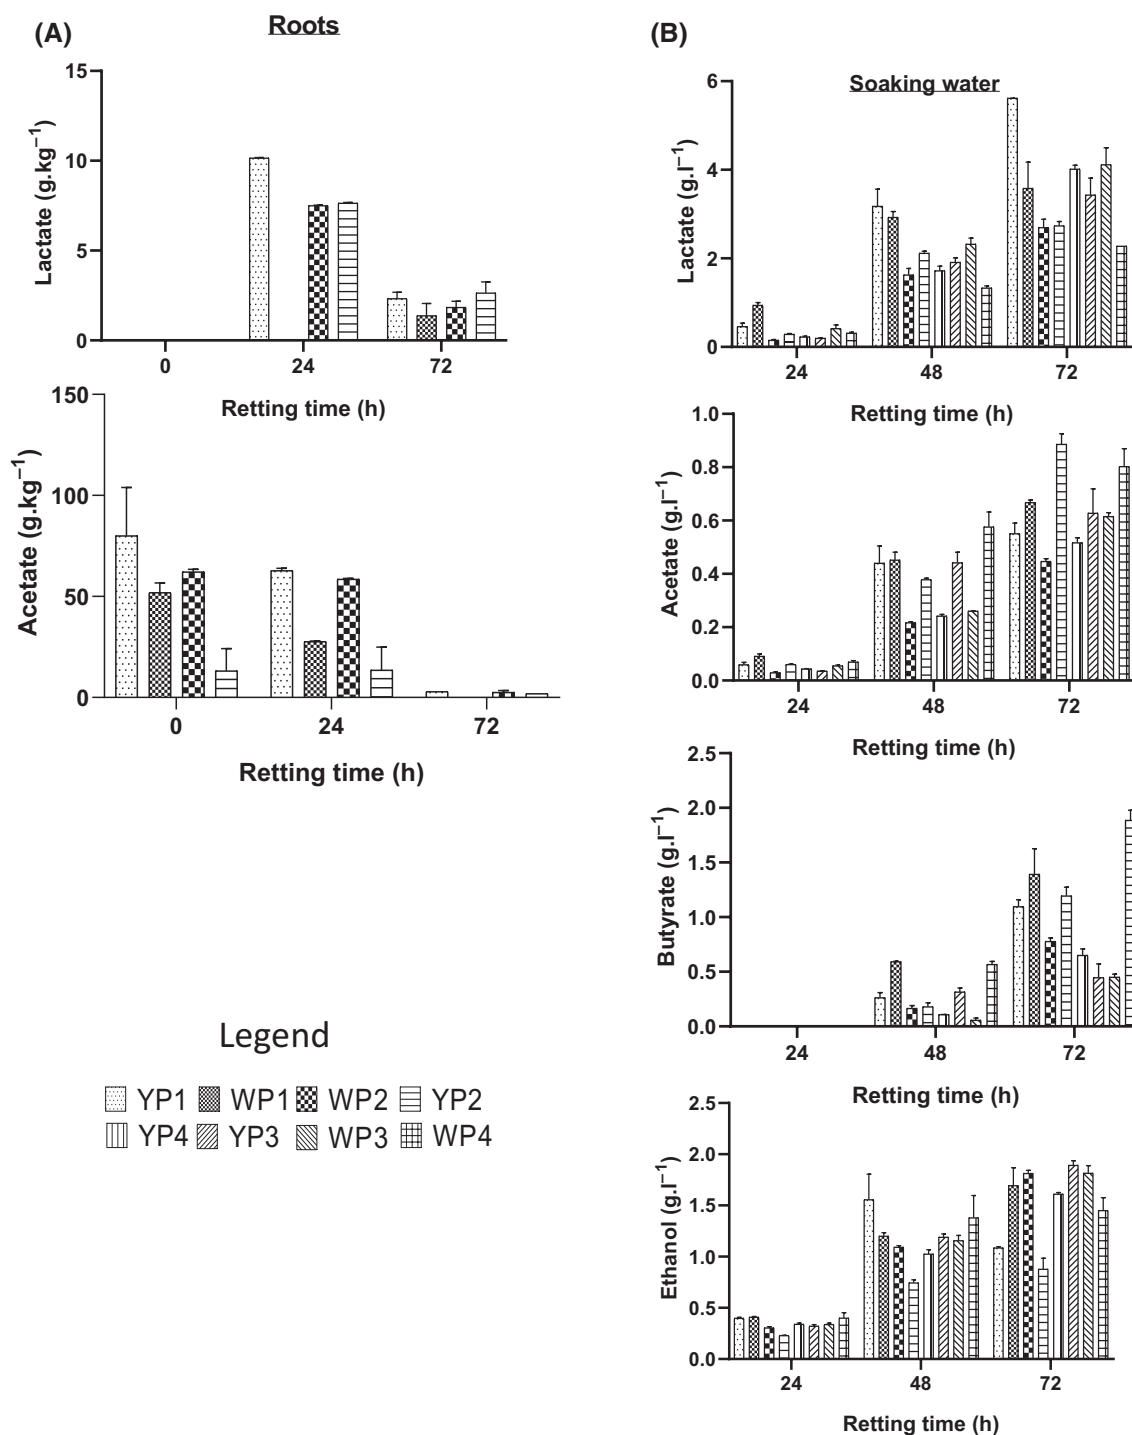 (A)
Roots
15
10
5
0
Lactate (g.kg⁻¹)
0 24 72
Retting time (h)
150
100
50
0
Acetate (g.kg⁻¹)
0 24 72
Retting time (h)
Legend
YP1 WP1 WP2 YP2
YP4 YP3 WP3 WP4
(B)
Soaking water
6
4
2
0
Lactate (g.l⁻¹)
24 48 72
Retting time (h)
1.0
0.8
0.6
0.4
0.2
0.0
Acetate (g.l⁻¹)
24 48 72
Retting time (h)
2.5
2.0
1.5
1.0
0.5
0.0
Butyrate (g.l⁻¹)
24 48 72
Retting time (h)
2.5
2.0
1.5
1.0
0.5
0.0
Ethanol (g.l⁻¹)
24 48 72
Retting time (h)